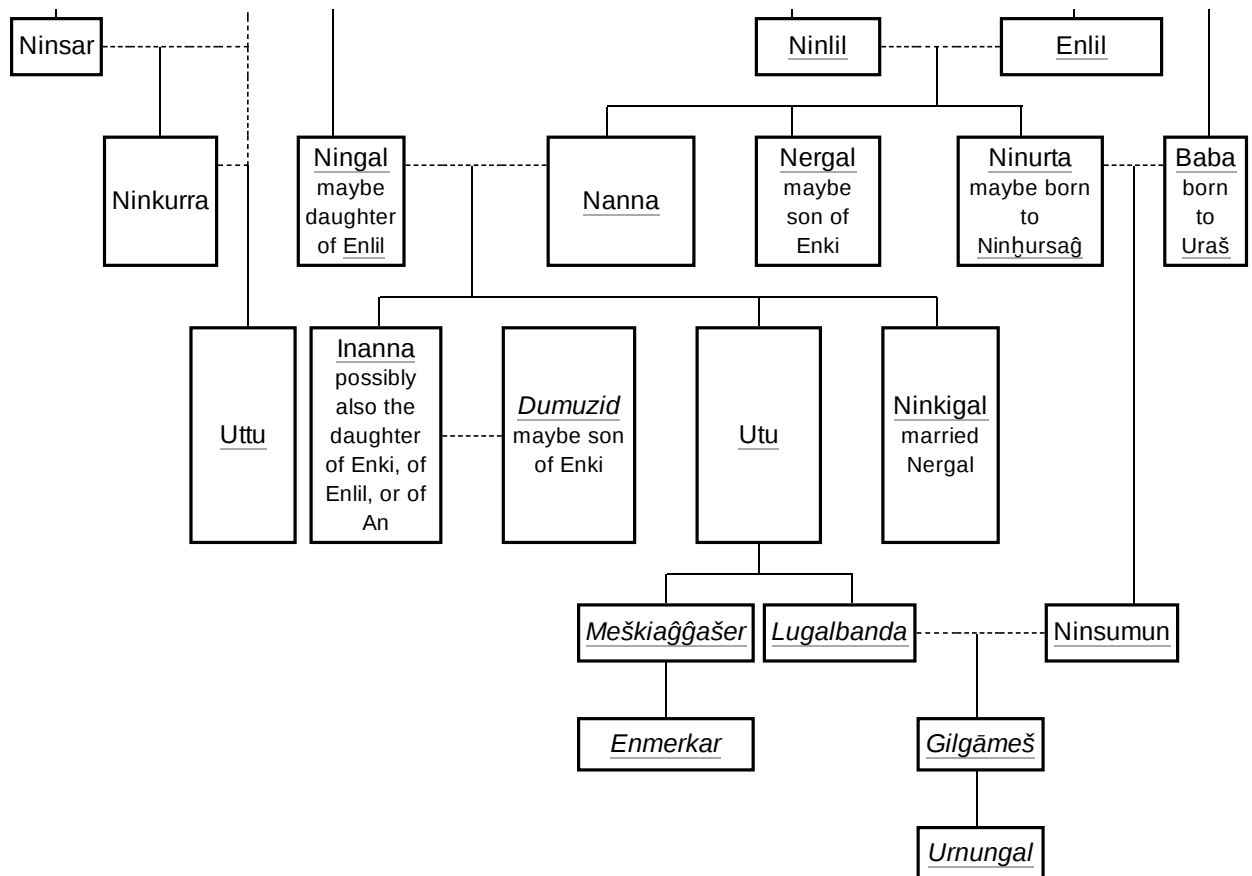 Ninsar
Ninlil
Enlil
Ninkurra
Ningal
maybe
daughter
of Enlil
Nanna
Nergal
maybe
son of
Enki
Ninurta
maybe born
to
Ninḫursaĝ
Baba
born
to
Uraš
Uttu
Inanna
possibly
also the
daughter
of Enki, of
Enlil, or of
An
Dumuzid
maybe son
of Enki
Utu
Ninkigal
married
Nergal
Meškiaĝĝašer
Lugalbanda
Ninsumun
Enmerkar
Gilgāmeš
Urnungal